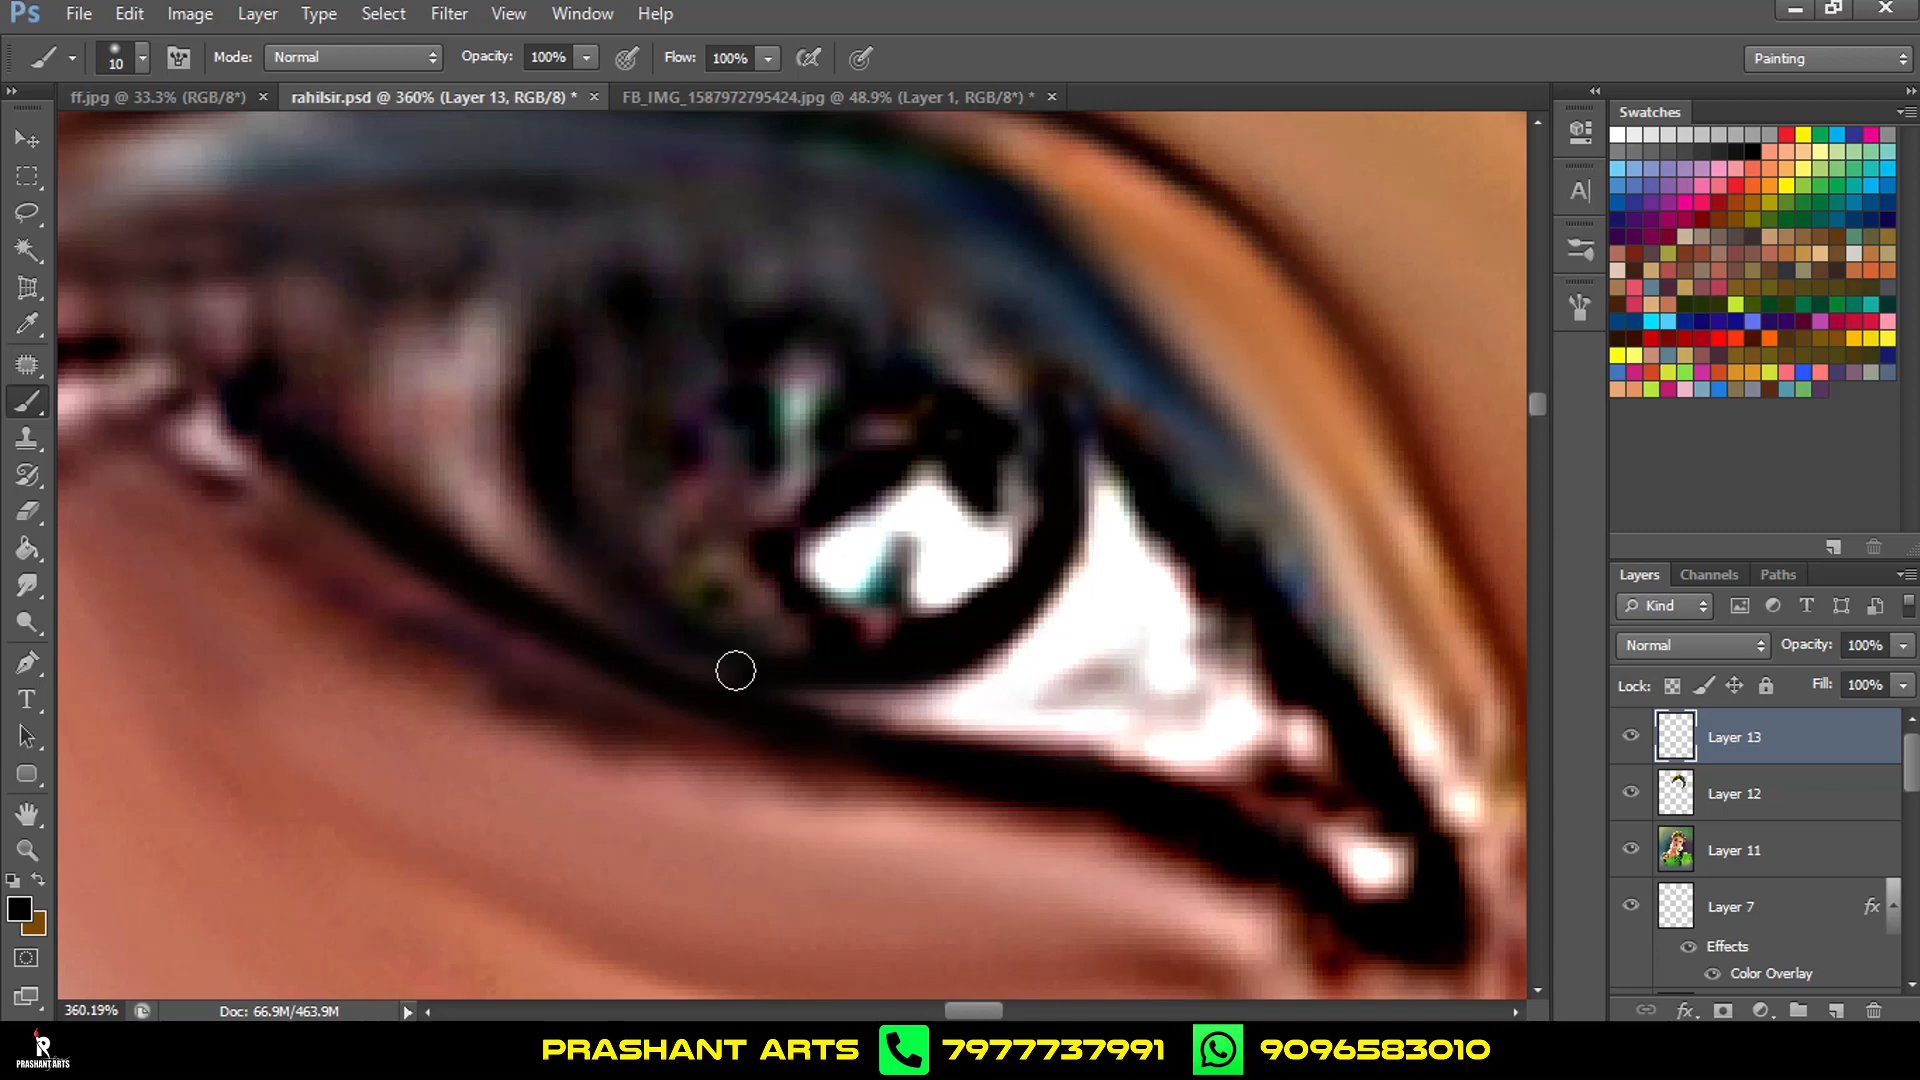 Ps File Edit Image Layer Type Select Filter View Window Help
10 Mode: Normal Opacity: 100% Flow: 100% Painting
ff.jpg @ 33.3% (RGB/8*) rahilsir.psd @ 360% (Layer 13, RGB/8) * FB_IMG_1587972795424.jpg @ 48.9% (Layer 1, RGB/8*) *
Swatches
Layers Channels Paths
Kind
Normal Opacity: 100%
Lock: Fill: 100%
Layer 13
Layer 12
Layer 11
Layer 7 fx
Effects
Color Overlay
360.19% Doc: 66.9M/463.9M
PRASHANT ARTS PRASHANT ARTS 7977737991 9096583010